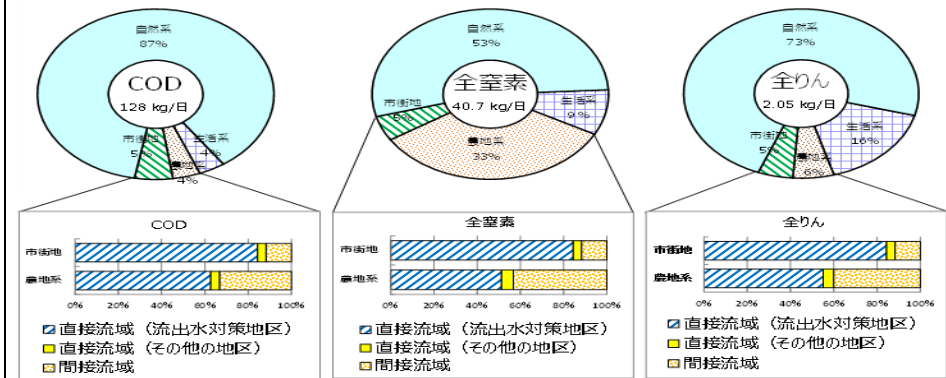 自然系
87%
COD
128 kg/日
市街地
5%
農地系
4%
生活系
4%
自然系
53%
全窒素
40.7 kg/日
市街地
5%
生活系
9%
農地系
33%
自然系
73%
全りん
2.05 kg/日
市街地
5%
農地系
6%
生活系
16%
COD
市街地
農地系
0% 20% 40% 60% 80% 100%
直接流域（流出水対策地区）
直接流域（その他の地区）
間接流域
全窒素
市街地
農地系
0% 20% 40% 60% 80% 100%
直接流域（流出水対策地区）
直接流域（その他の地区）
間接流域
全りん
市街地
農地系
0% 20% 40% 60% 80% 100%
直接流域（流出水対策地区）
直接流域（その他の地区）
間接流域